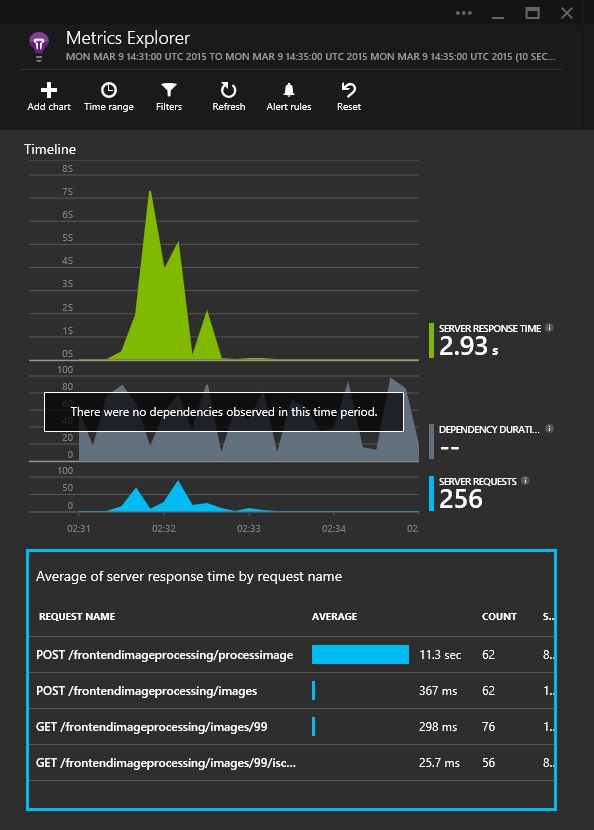 Metrics Explorer
MON MAR 9 14:31:00 UTC 2015 TO MON MAR 9 14:35:00 UTC 2015 MON MAR 9 14:35:00 UTC 2015 (10 SEC...
Add chart Time range Filters Refresh Alert rules Reset
Timeline
8S
7S
6S
5S
4S
3S
2S
1S
0S
SERVER RESPONSE TIME
2.93 s
100
80
There were no dependencies observed in this time period.
40
20
0
DEPENDENCY DURATI...
--
100
50
0
SERVER REQUESTS
256
02:31 02:32 02:33 02:34 02:
Average of server response time by request name
REQUEST NAME AVERAGE COUNT S..
POST /frontendimageprocessing/processimage 11.3 sec 62 8..
POST /frontendimageprocessing/images 367 ms 62 1..
GET /frontendimageprocessing/images/99 298 ms 76 1..
GET /frontendimageprocessing/images/99/isc... 25.7 ms 56 8..